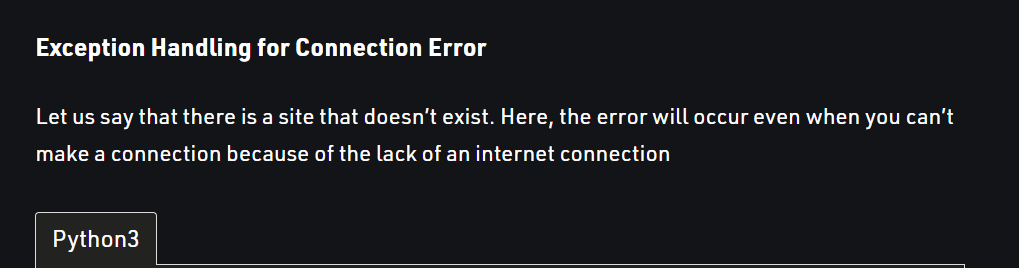 Exception Handling for Connection Error
Let us say that there is a site that doesn’t exist. Here, the error will occur even when you can’t
make a connection because of the lack of an internet connection
Python3